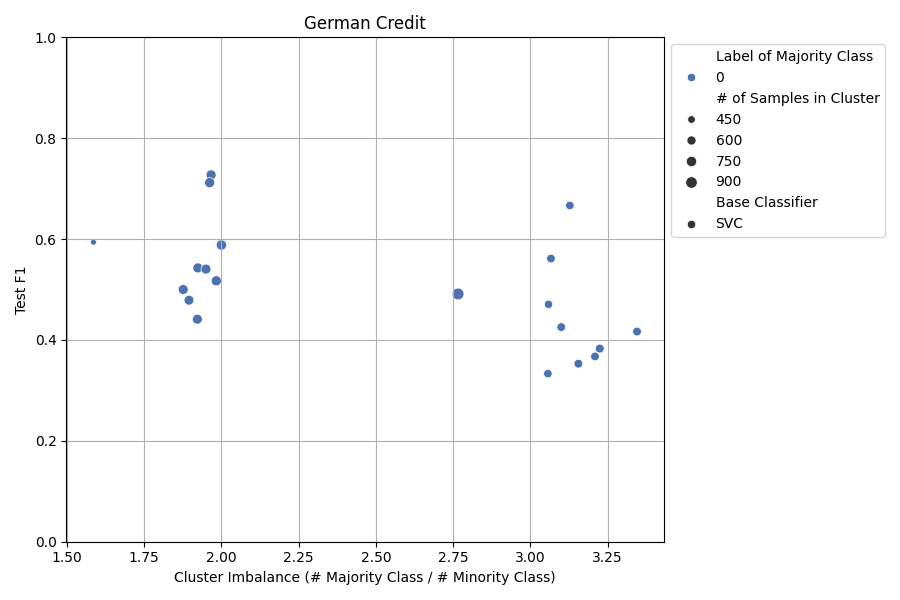 German Credit
Test F1
1.0
0.8
0.6
0.4
0.2
0.0
1.50 1.75 2.00 2.25 2.50 2.75 3.00 3.25
Cluster Imbalance (# Majority Class / # Minority Class)
Label of Majority Class
0
# of Samples in Cluster
450
600
750
900
Base Classifier
SVC